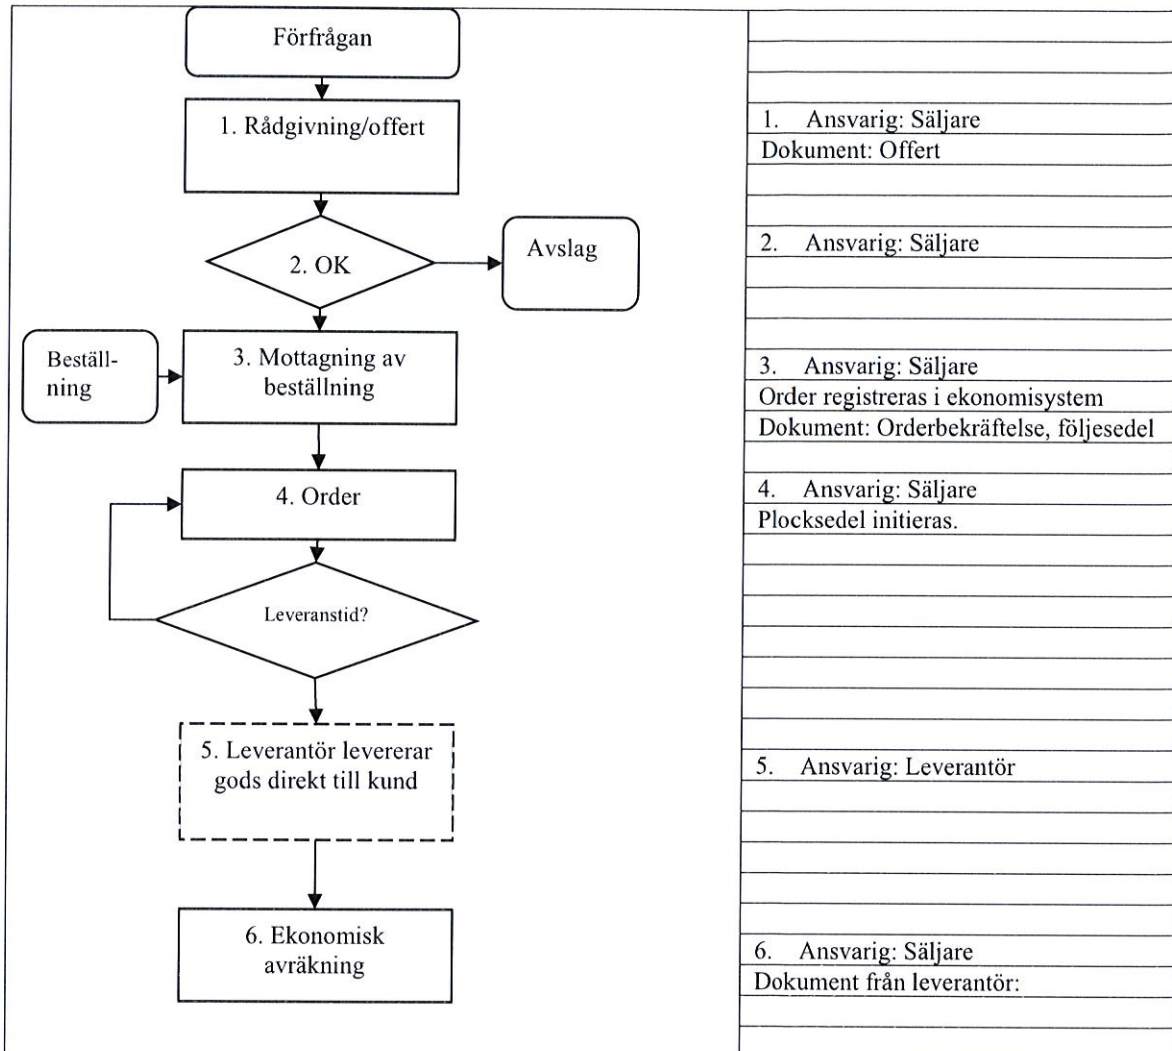 Förfrågan
1. Rådgivning/offert
2. OK
Avslag
Beställ-
ning
3. Mottagning av
beställning
4. Order
Leveranstid?
5. Leverantör levererar
gods direkt till kund
6. Ekonomisk
avräkning
1. Ansvarig: Säljare
Dokument: Offert
2. Ansvarig: Säljare
3. Ansvarig: Säljare
Order registreras i ekonomisystem
Dokument: Orderbekräftelse, följesedel
4. Ansvarig: Säljare
Plocksedel initieras.
5. Ansvarig: Leverantör
6. Ansvarig: Säljare
Dokument från leverantör: